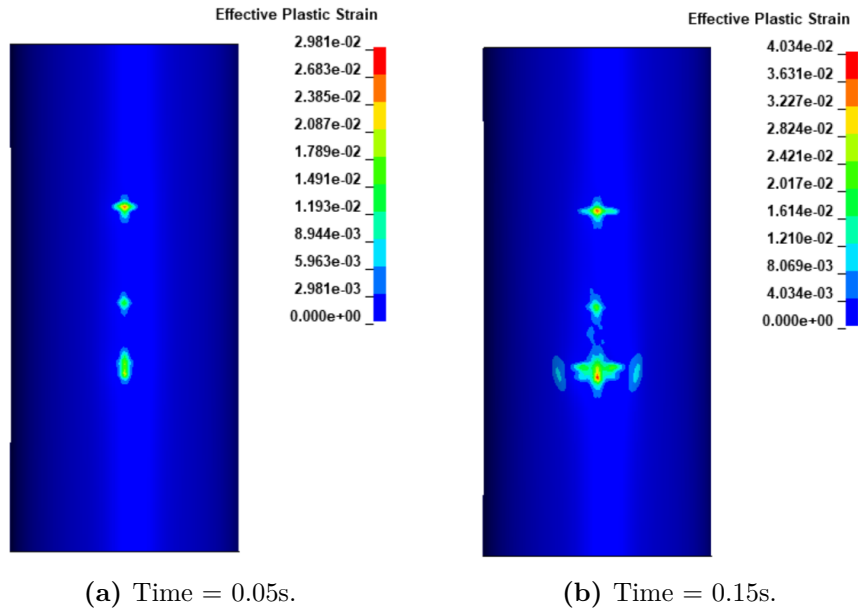 Effective Plastic Strain
2.981e-02
2.683e-02
2.385e-02
2.087e-02
1.789e-02
1.491e-02
1.193e-02
8.944e-03
5.963e-03
2.981e-03
0.000e+00
Effective Plastic Strain
4.034e-02
3.631e-02
3.227e-02
2.824e-02
2.421e-02
2.017e-02
1.614e-02
1.210e-02
8.069e-03
4.034e-03
0.000e+00
(a) Time = 0.05s.
(b) Time = 0.15s.